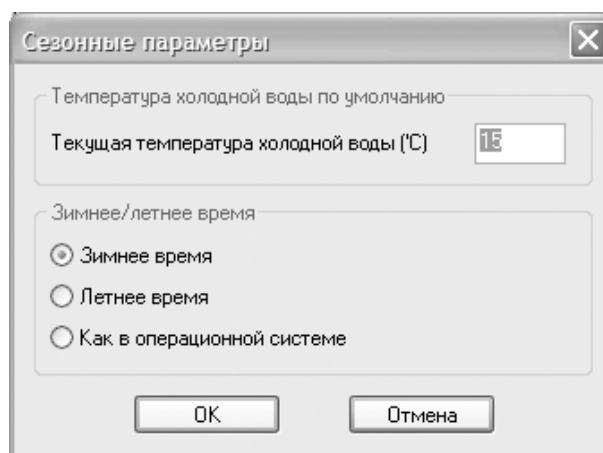 Сезонные параметры
Температура холодной воды по умолчанию
Текущая температура холодной воды ('C)
15
Зимнее/летнее время
Зимнее время
Летнее время
Как в операционной системе
OK
Отмена